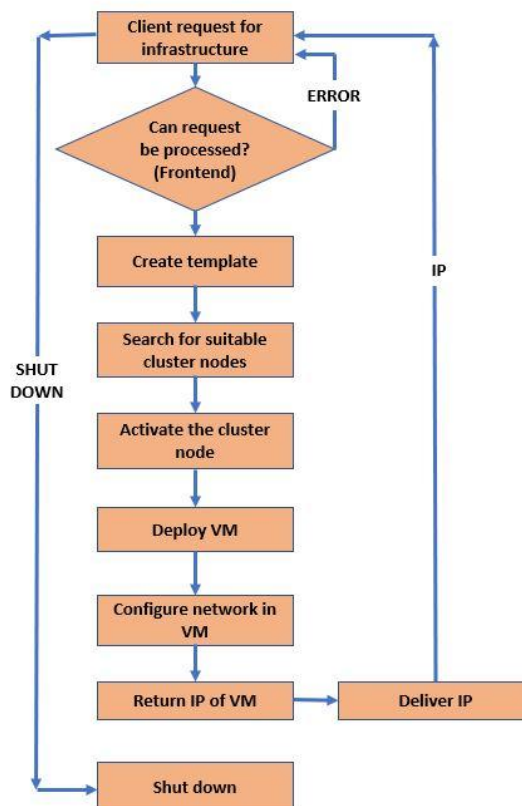 Client request for
infrastructure
ERROR
Can request
be processed?
(Frontend)
Create template
IP
Search for suitable
cluster nodes
SHUT
DOWN
Activate the cluster
node
Deploy VM
Configure network in
VM
Return IP of VM
Deliver IP
Shut down